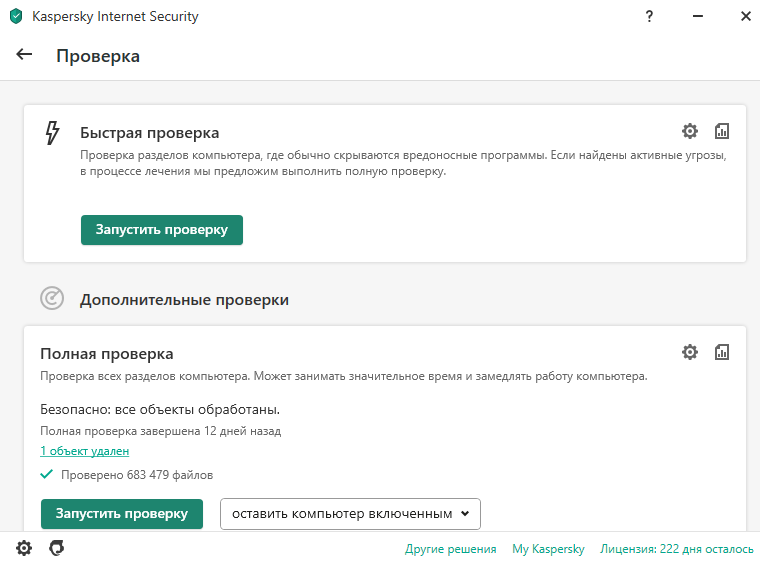 Kaspersky Internet Security
?
Проверка
Быстрая проверка
Проверка разделов компьютера, где обычно скрываются вредоносные программы. Если найдены активные угрозы,
в процессе лечения мы предложим выполнить полную проверку.
Запустить проверку
Дополнительные проверки
Полная проверка
Проверка всех разделов компьютера. Может занимать значительное время и замедлять работу компьютера.
Безопасно: все объекты обработаны.
Полная проверка завершена 12 дней назад
1 объект удален
Проверено 683 479 файлов
Запустить проверку оставить компьютер включенным
Другие решения My Kaspersky Лицензия: 222 дня осталось